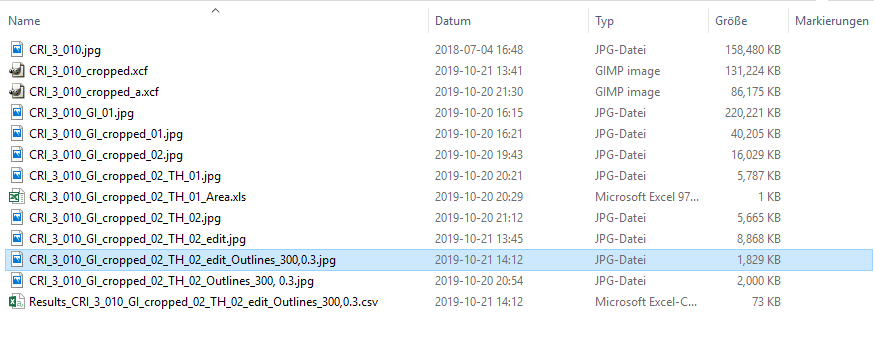 Name Datum Typ Größe Markierungen
CRI_3_010.jpg 2018-07-04 16:48 JPG-Datei 158,480 KB
CRI_3_010_cropped.xcf 2019-10-21 13:41 GIMP image 131,224 KB
CRI_3_010_cropped_a.xcf 2019-10-20 21:30 GIMP image 86,175 KB
CRI_3_010_GI_01.jpg 2019-10-20 16:15 JPG-Datei 220,221 KB
CRI_3_010_GI_cropped_01.jpg 2019-10-20 16:21 JPG-Datei 40,205 KB
CRI_3_010_GI_cropped_02.jpg 2019-10-20 19:43 JPG-Datei 16,029 KB
CRI_3_010_GI_cropped_02_TH_01.jpg 2019-10-20 20:21 JPG-Datei 5,787 KB
CRI_3_010_GI_cropped_02_TH_01_Area.xls 2019-10-20 20:29 Microsoft Excel 97... 1 KB
CRI_3_010_GI_cropped_02_TH_02.jpg 2019-10-20 21:12 JPG-Datei 5,665 KB
CRI_3_010_GI_cropped_02_TH_02_edit.jpg 2019-10-21 13:45 JPG-Datei 8,868 KB
CRI_3_010_GI_cropped_02_TH_02_edit_Outlines_300,0.3.jpg 2019-10-21 14:12 JPG-Datei 1,829 KB
CRI_3_010_GI_cropped_02_TH_02_Outlines_300, 0.3.jpg 2019-10-20 20:54 JPG-Datei 2,000 KB
Results_CRI_3_010_GI_cropped_02_TH_02_edit_Outlines_300,0.3.csv 2019-10-21 14:12 Microsoft Excel-C... 73 KB